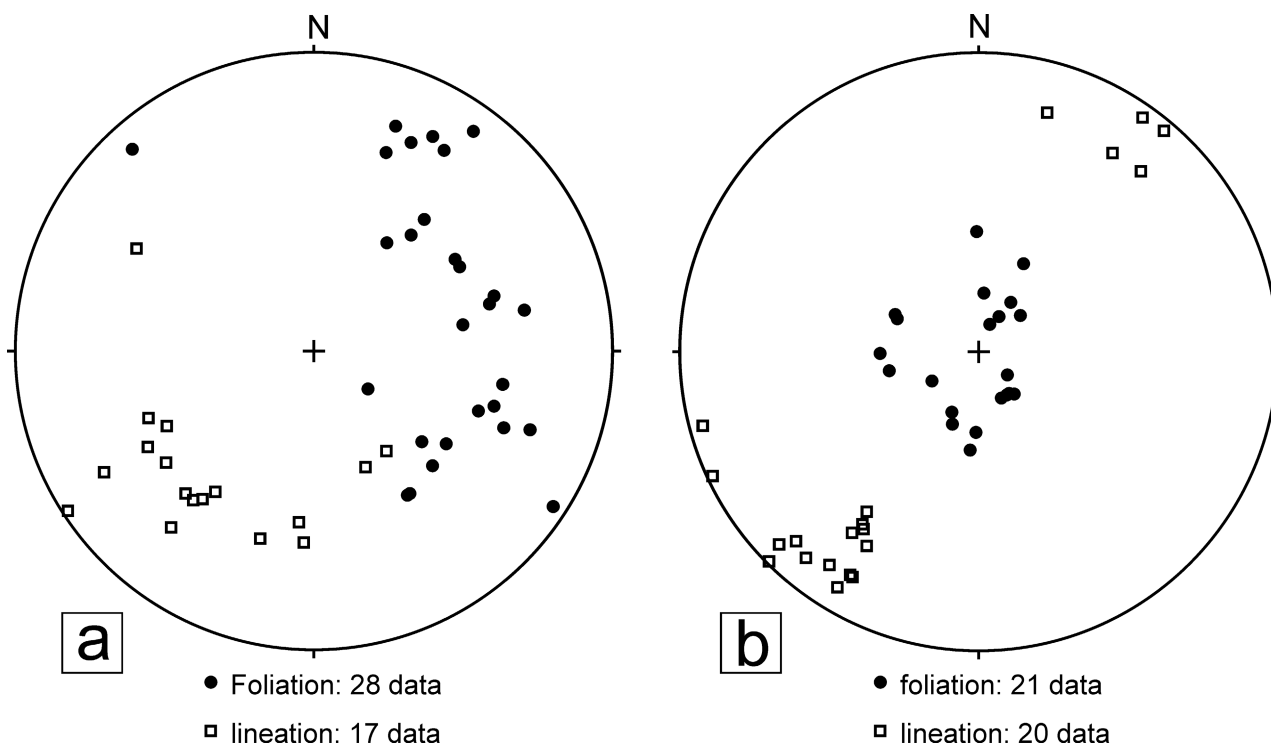 N
N
a
b
Foliation: 28 data
lineation: 17 data
foliation: 21 data
lineation: 20 data